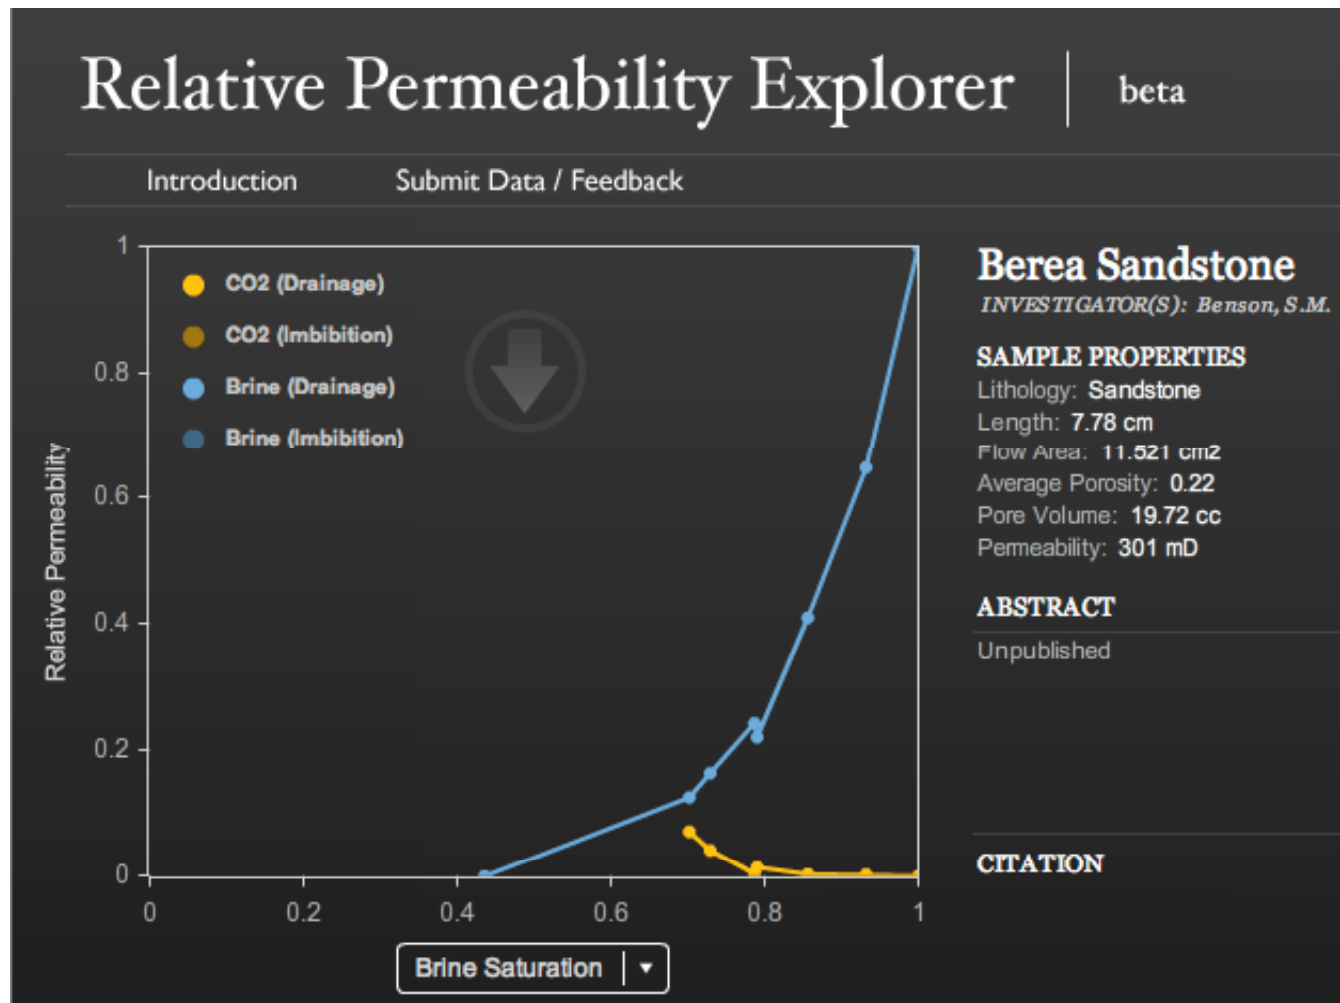 Relative Permeability Explorer
beta
Introduction
Submit Data / Feedback
1
0.8
0.6
0.4
0.2
0
Relative Permeability
CO2 (Drainage)
CO2 (Imbibition)
Brine (Drainage)
Brine (Imbibition)
0
0.2
0.4
0.6
0.8
1
Brine Saturation
Berea Sandstone
INVESTIGATOR(S): Benson, S.M.
SAMPLE PROPERTIES
Lithology: Sandstone
Length: 7.78 cm
Flow Area: 11.521 cm2
Average Porosity: 0.22
Pore Volume: 19.72 cc
Permeability: 301 mD
ABSTRACT
Unpublished
CITATION